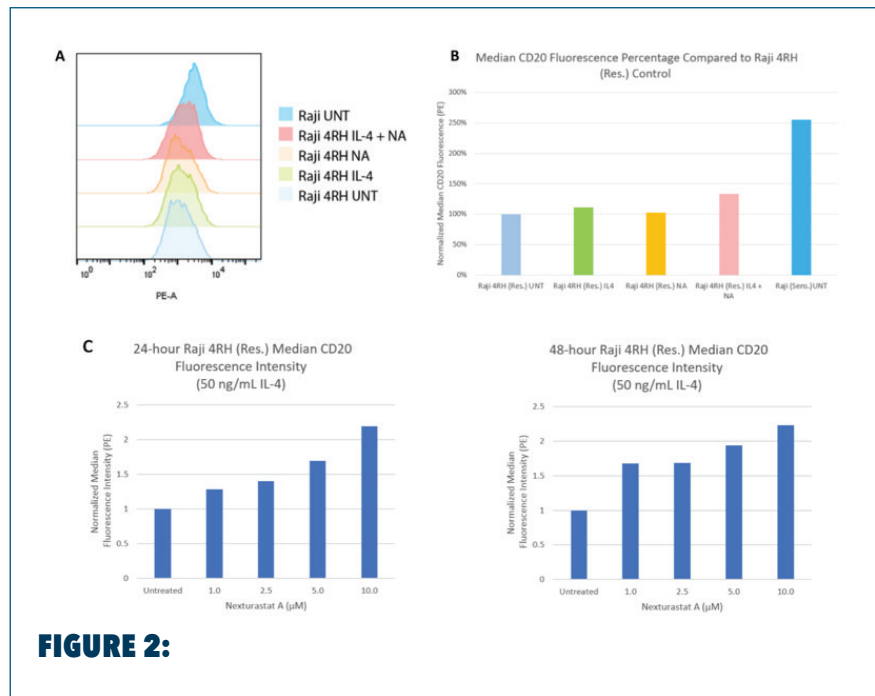 A
Raji UNT
Raji 4RH IL-4 + NA
Raji 4RH NA
Raji 4RH IL-4
Raji 4RH UNT
10⁰
10²
10⁴
PE-A
B
Median CD20 Fluorescence Percentage Compared to Raji 4RH
(Res.) Control
Normalized Median CD20 Fluorescence (PE)
300%
250%
200%
150%
100%
50%
0%
Raji 4RH (Res.) UNT
Raji 4RH (Res.) IL4
Raji 4RH (Res.) NA
Raji 4RH (Res.) IL4 +
NA
Raji (Sens.)UNT
C
24-hour Raji 4RH (Res.) Median CD20
Fluorescence Intensity
(50 ng/mL IL-4)
Normalized Median
Fluorescence Intensity (PE)
2.5
2
1.5
1
0.5
0
Untreated
1.0
2.5
5.0
10.0
Nexturastat A (µM)
48-hour Raji 4RH (Res.) Median CD20
Fluorescence Intensity
(50 ng/mL IL-4)
Normalized Median
Fluorescence Intensity (PE)
2.5
2
1.5
1
0.5
0
Untreated
1.0
2.5
5.0
10.0
Nexturastat A (µM)
FIGURE 2: